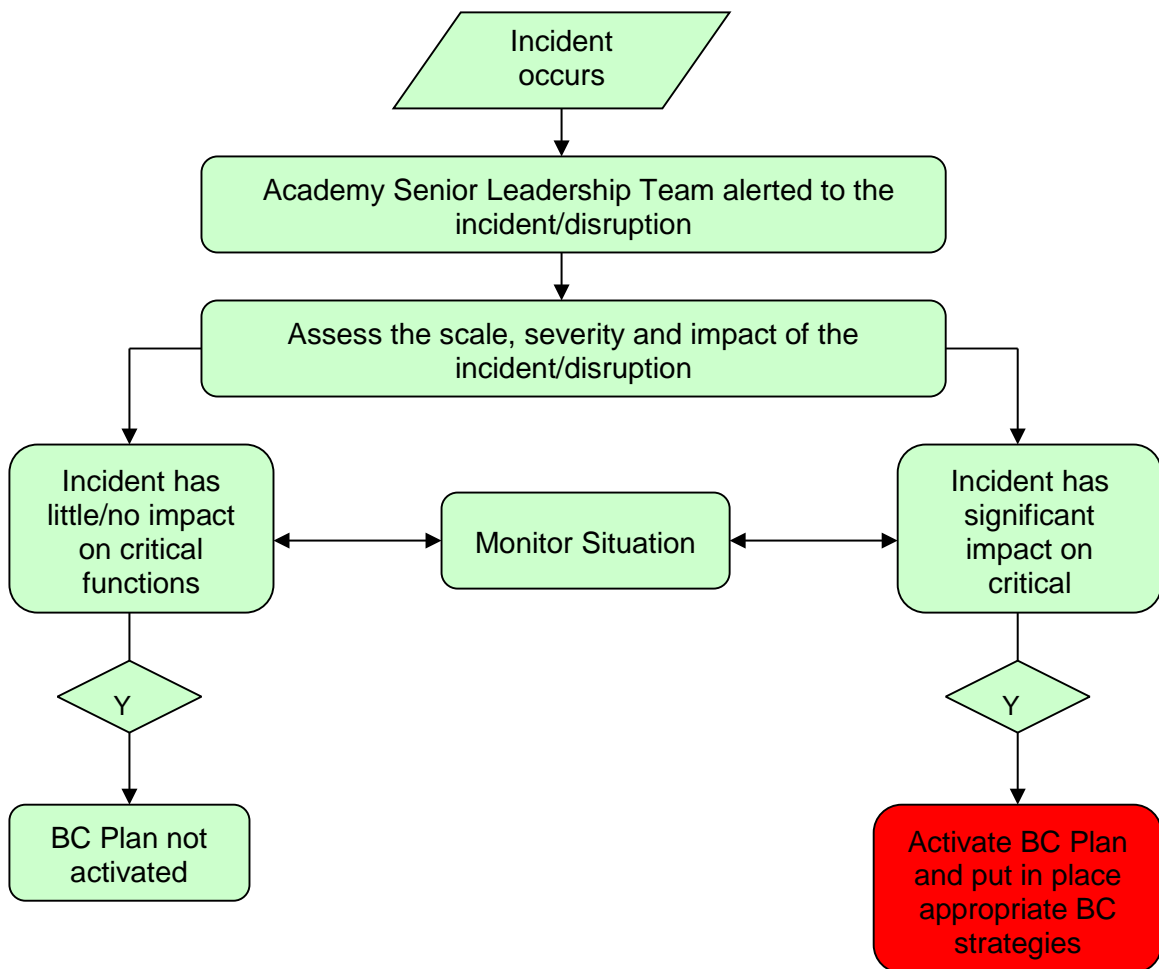 Incident
occurs
Academy Senior Leadership Team alerted to the
incident/disruption
Assess the scale, severity and impact of the
incident/disruption
Incident has
little/no impact
on critical
functions
Monitor Situation
Incident has
significant
impact on
critical
Y
Y
BC Plan not
activated
Activate BC Plan
and put in place
appropriate BC
strategies